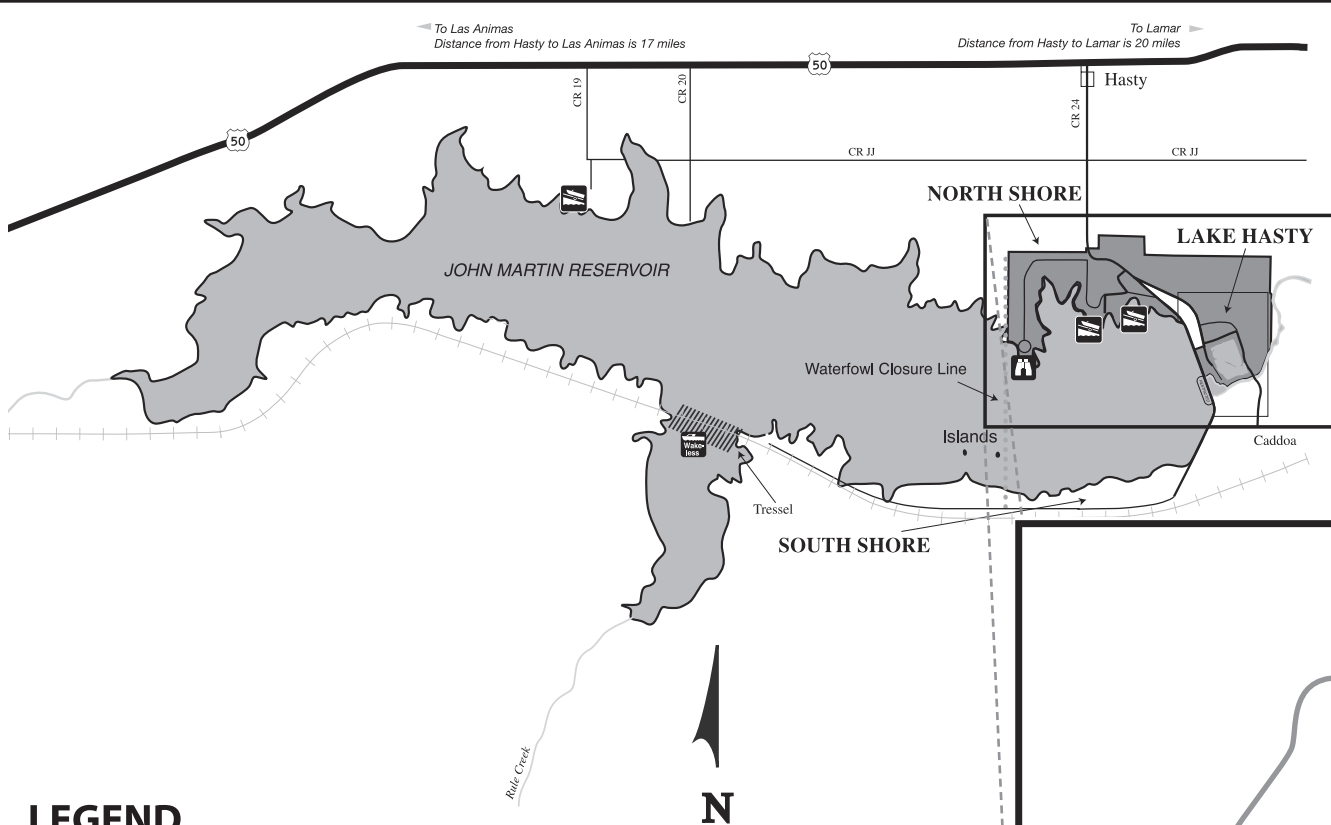 To Las Animas
Distance from Hasty to Las Animas is 17 miles
To Lamar
Distance from Hasty to Lamar is 20 miles
50
50
Hasty
CR 19
CR 20
CR 24
CR JJ
CR JJ
NORTH SHORE
LAKE HASTY
JOHN MARTIN RESERVOIR
Waterfowl Closure Line
Islands
Caddoa
Wake-
less
Tressel
SOUTH SHORE
Rule Creek
N
LEGEND